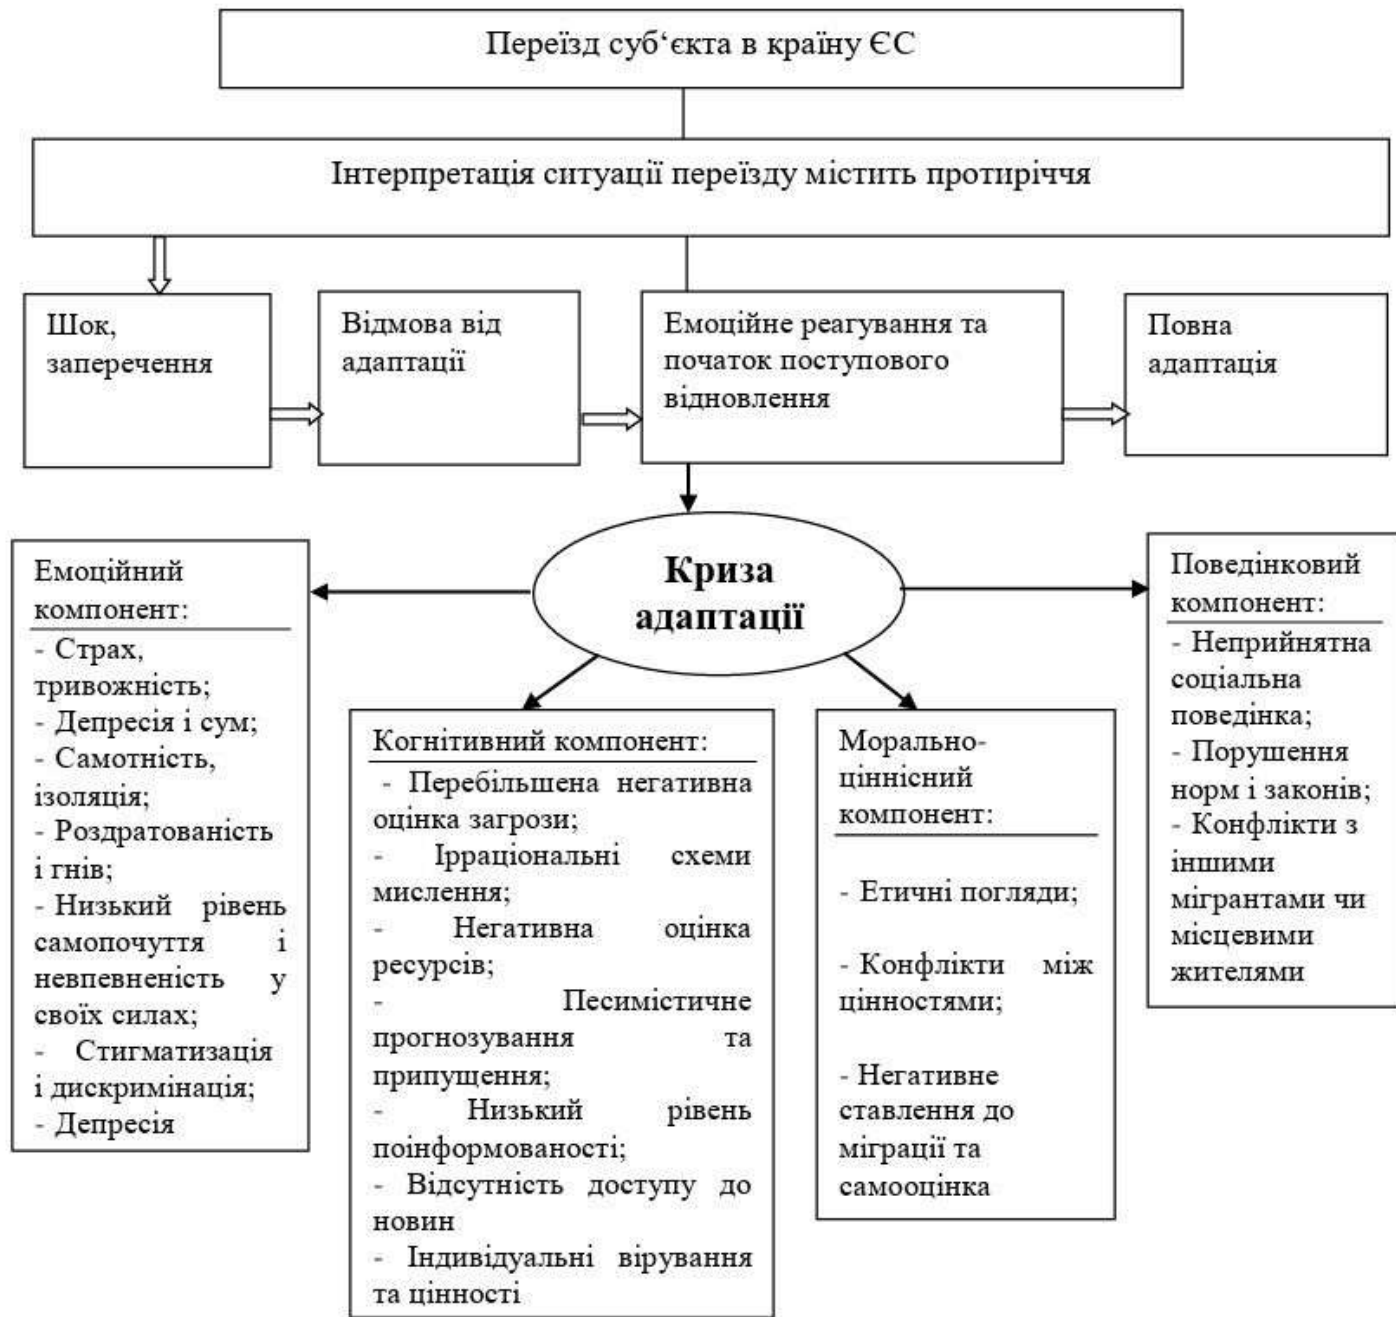 Переїзд суб‘єкта в країну ЄС
Інтерпретація ситуації переїзду містить протиріччя
Шок,
заперечення
Відмова від
адаптації
Емоційне реагування та
початок поступового
відновлення
Повна
адаптація
Криза
адаптації
Емоційний
компонент:
- Страх,
тривожність;
- Депресія і сум;
- Самотність,
ізоляція;
- Роздратованість
і гнів;
- Низький рівень
самопочуття і
невпевненість у
своїх силах;
- Стигматизація
і дискримінація;
- Депресія
Когнітивний компонент:
- Перебільшена негативна
оцінка загрози;
- Ірраціональні схеми
мислення;
- Негативна оцінка
ресурсів;
- Песимістичне
прогнозування та
припущення;
- Низький рівень
поінформованості;
- Відсутність доступу до
новин
- Індивідуальні вірування
та цінності
Морально-
ціннісний
компонент:
- Етичні погляди;
- Конфлікти між
цінностями;
- Негативне
ставлення до
міграції та
самооцінка
Поведінковий
компонент:
- Неприйнятна
соціальна
поведінка;
- Порушення
норм і законів;
- Конфлікти з
іншими
мігрантами чи
місцевими
жителями